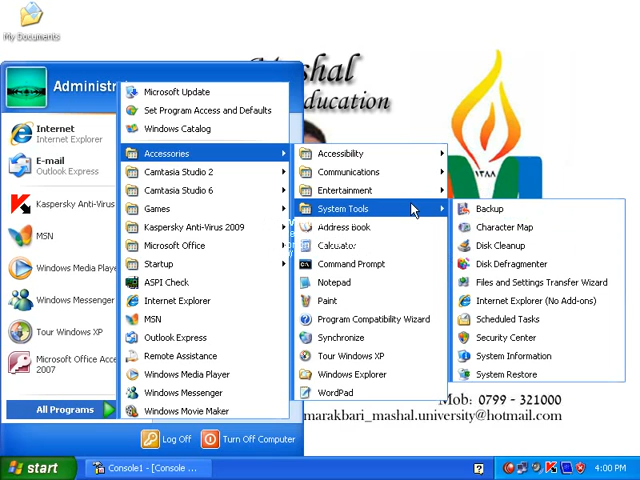 My Documents
Mashal
education
۱۳۸۸
Administr
Internet
Internet Explorer
E-mail
Outlook Express
Kaspersky Anti-Virus
MSN
Windows Media Player
Windows Messenger
Tour Windows XP
Microsoft Office Acce
2007
All Programs
Microsoft Update
Set Program Access and Defaults
Windows Catalog
Accessories
Camtasia Studio 2
Camtasia Studio 6
Games
Kaspersky Anti-Virus 2009
Microsoft Office
Startup
ASPI Check
Internet Explorer
MSN
Outlook Express
Remote Assistance
Windows Media Player
Windows Messenger
Windows Movie Maker
Accessibility
Communications
Entertainment
System Tools
Address Book
Calculator
Command Prompt
Notepad
Paint
Program Compatibility Wizard
Synchronize
Tour Windows XP
Windows Explorer
WordPad
Backup
Character Map
Disk Cleanup
Disk Defragmenter
Files and Settings Transfer Wizard
Internet Explorer (No Add-ons)
Scheduled Tasks
Security Center
System Information
System Restore
Mob: 0799 - 321000
marakbari_mashal.university@hotmail.com
Log Off
Turn Off Computer
start
Console1 - [Console ...
4:00 PM